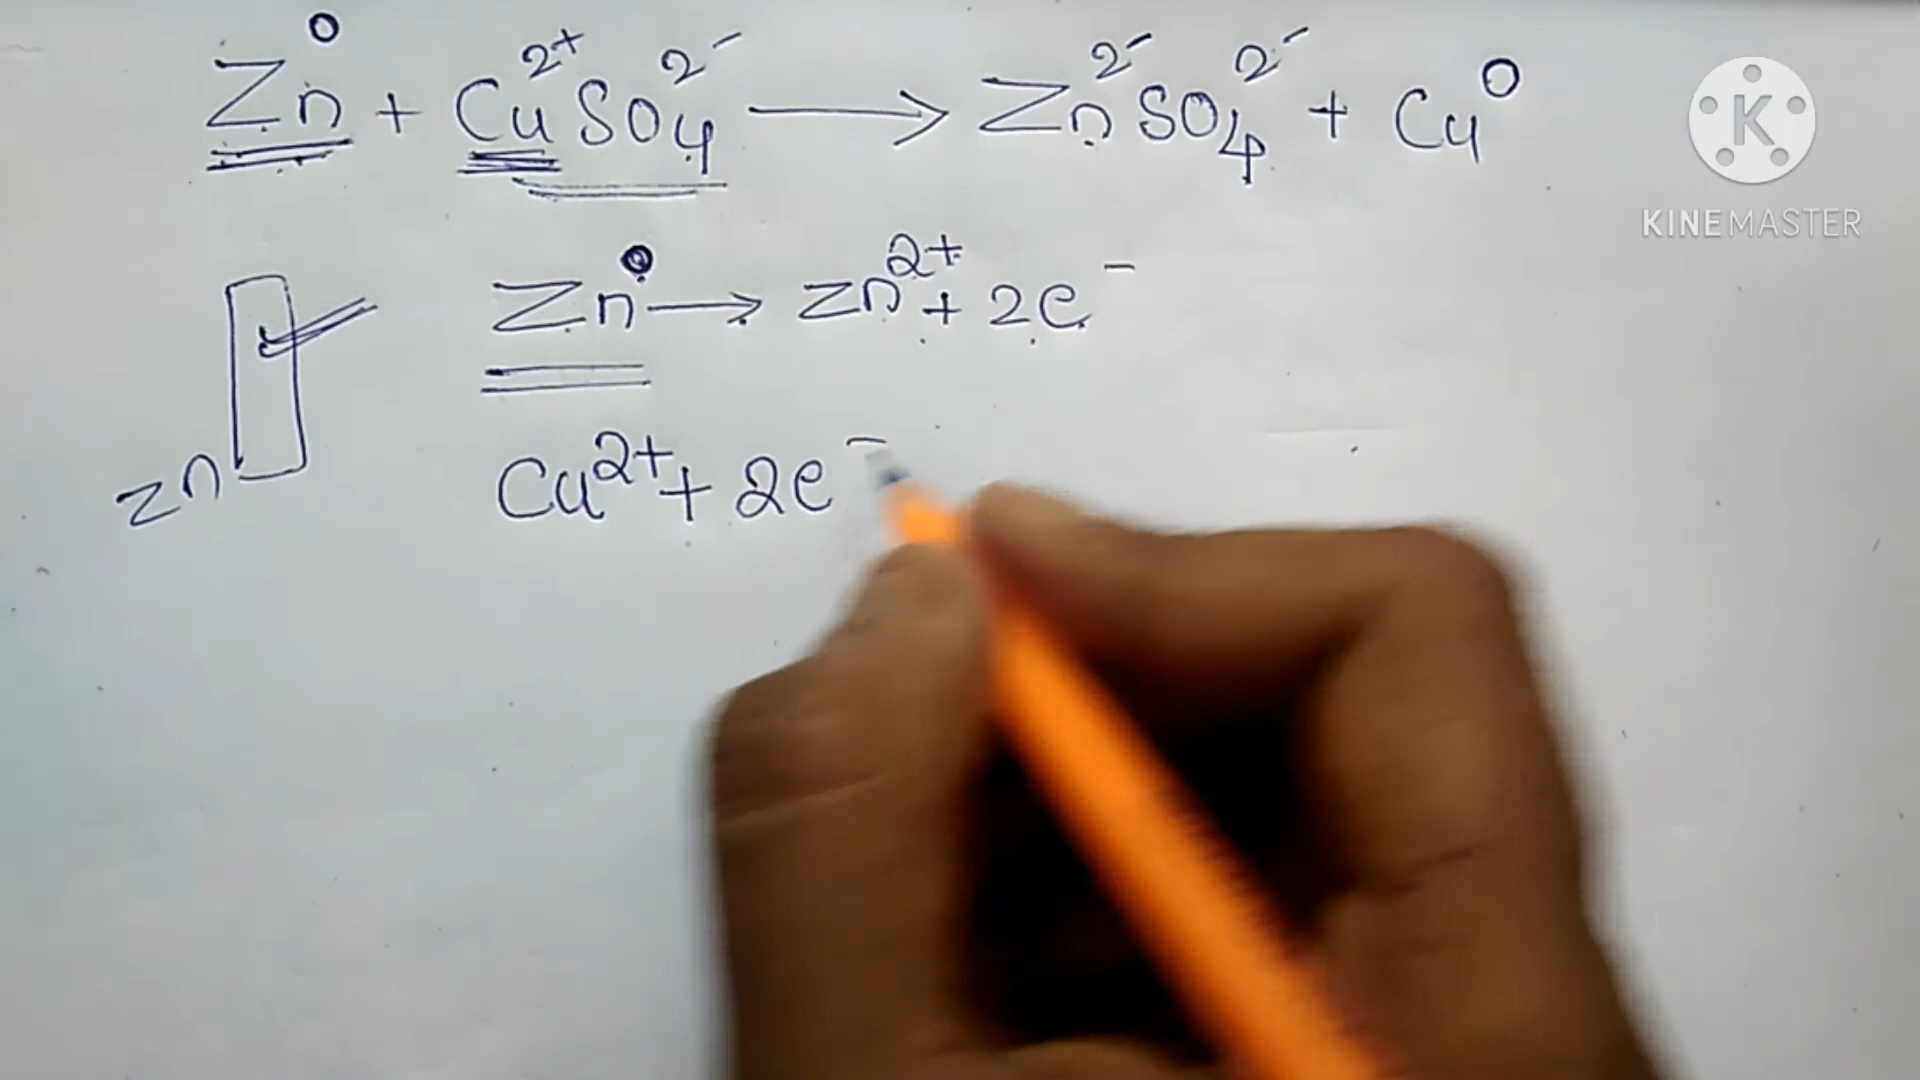 Zn⁰ + Cu²⁺SO₄²⁻ ⟶ Zn²⁻SO₄²⁻ + Cu⁰
K
KINEMASTER
Zn⁰ → Zn²⁺ + 2e⁻
Zn
Cu²⁺ + 2e⁻